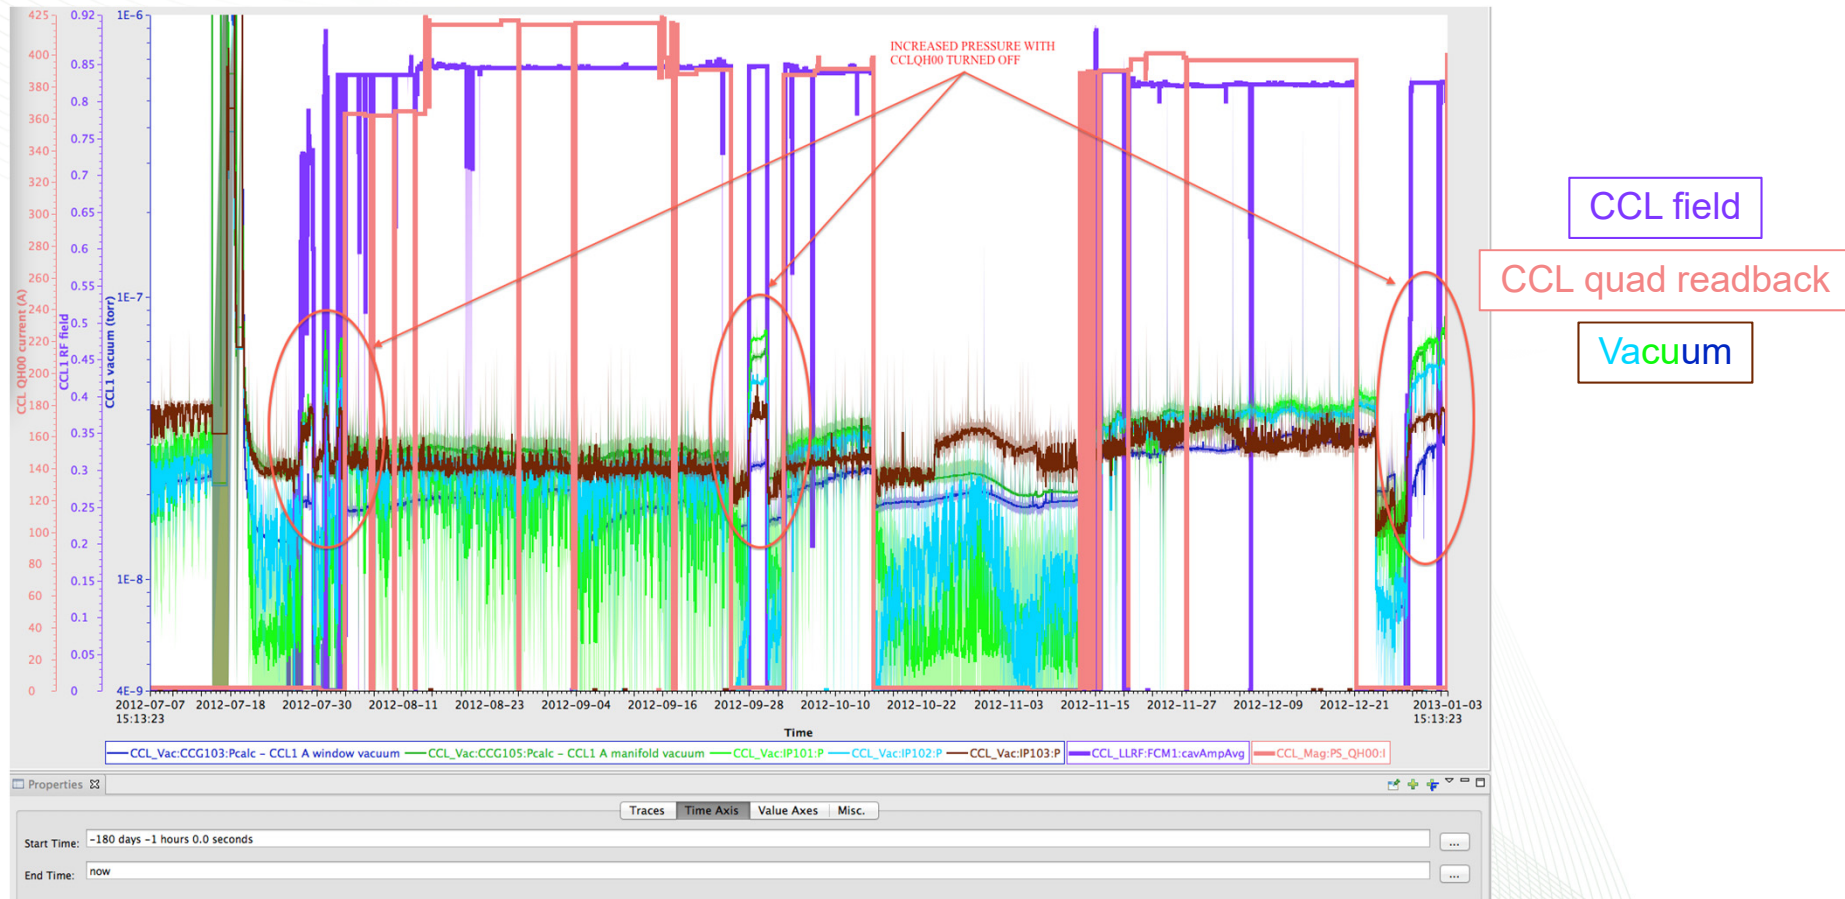 INCREASED PRESSURE WITH
CCLQH00 TURNED OFF
CCL QH00 current (A)
425
400
380
360
340
320
300
280
260
240
220
200
180
160
140
120
100
80
60
40
20
0
CCL1 RF field
0.92
0.85
0.8
0.75
0.7
0.65
0.6
0.55
0.5
0.45
0.4
0.35
0.3
0.25
0.2
0.15
0.1
0.05
0
CCL1 vacuum (torr)
1E-6
1E-7
1E-8
4E-9
2012-07-07 2012-07-18 2012-07-30 2012-08-11 2012-08-23 2012-09-04 2012-09-16 2012-09-28 2012-10-10 2012-10-22 2012-11-03 2012-11-15 2012-11-27 2012-12-09 2012-12-21 2013-01-03
15:13:23 15:13:23
Time
CCL_Vac:CCG103:Pcalc – CCL1 A window vacuum CCL_Vac:CCG105:Pcalc – CCL1 A manifold vacuum CCL_Vac:IP101:P CCL_Vac:IP102:P CCL_Vac:IP103:P CCL_LLRF:FCM1:cavAmpAvg CCL_Mag:PS_QH00:I
CCL field
CCL quad readback
Vacuum
Properties
Traces Time Axis Value Axes Misc.
Start Time: -180 days -1 hours 0.0 seconds ...
End Time: now ...